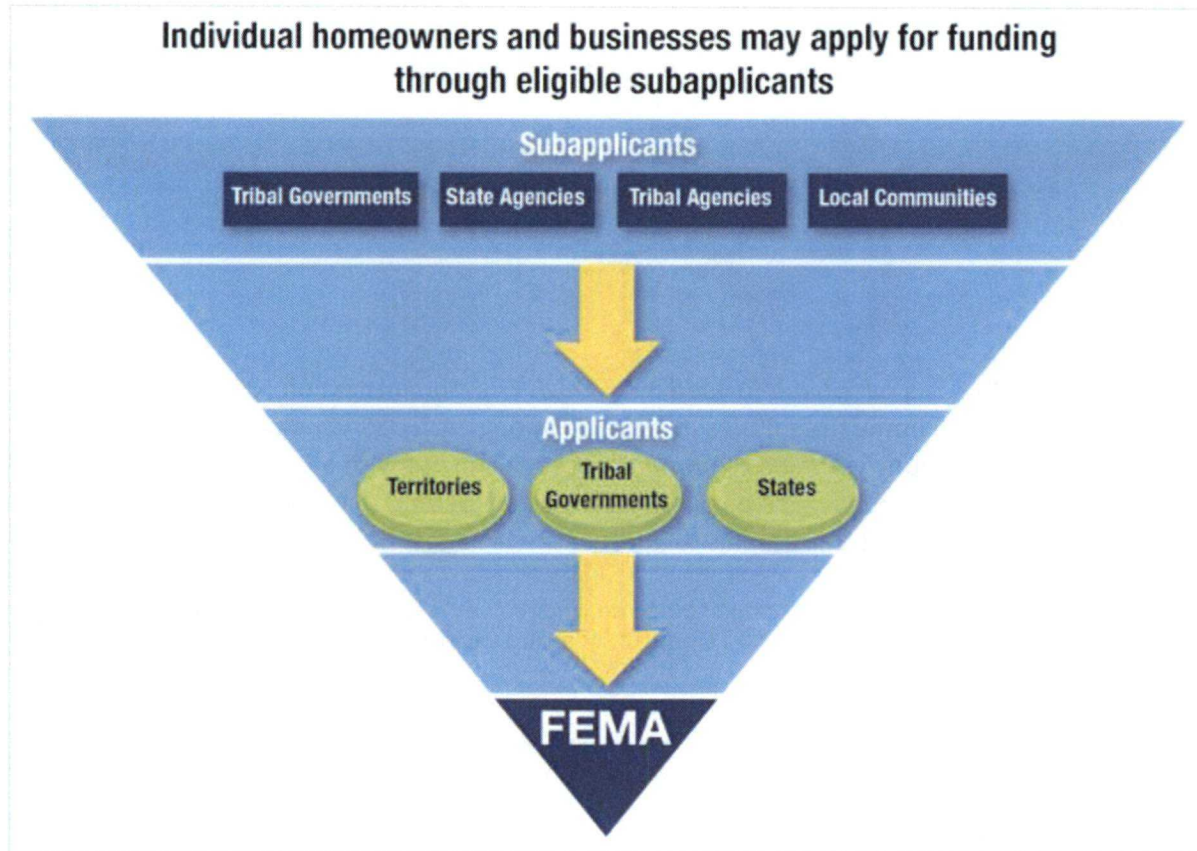 Individual homeowners and businesses may apply for funding
through eligible subapplicants
Subapplicants
Tribal Governments
State Agencies
Tribal Agencies
Local Communities
Applicants
Territories
Tribal
Governments
States
FEMA